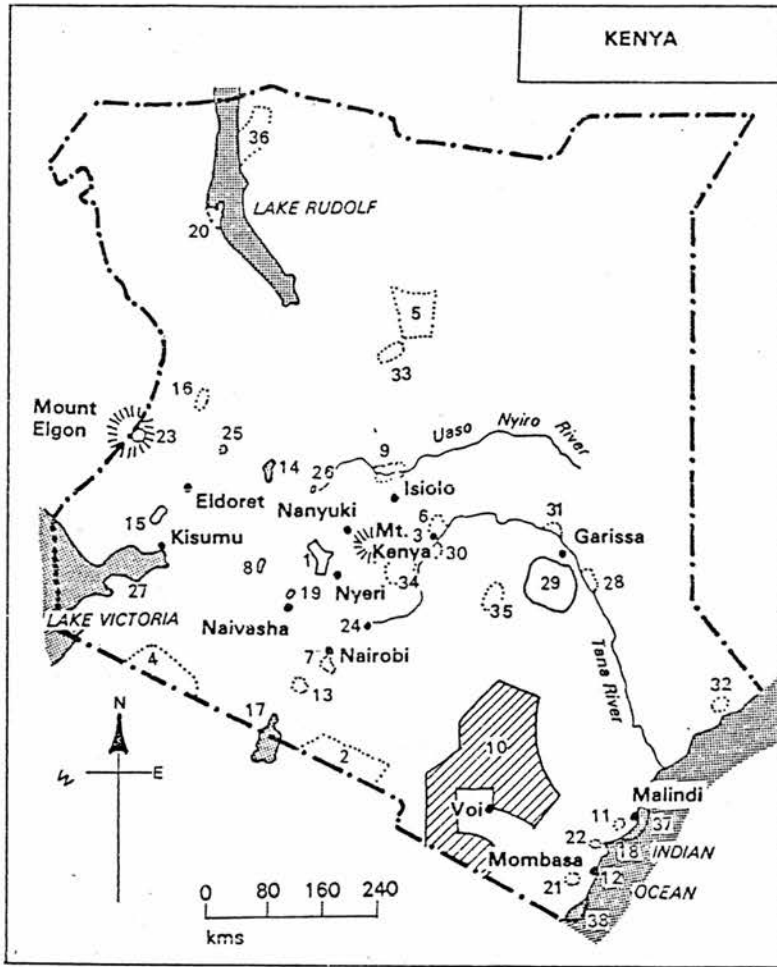 KENYA
36
LAKE RUDOLF
20
5
33
16
Mount
Elgon
23
25
14
26
9
Uaso Nyiro River
Isiolo
Eldoret
Nanyuki
15
Kisumu
6
3
Mt.
Kenya
31
Garissa
8
1
30
27
34
29
28
19
Nyeri
35
LAKE VICTORIA
Naivasha
24
4
7
Nairobi
Tana River
13
32
N
17
10
2
E
W
Voi
Malindi
11
37
22
18
INDIAN
Mombasa
12
21
OCEAN
38
0 80 160 240
kms